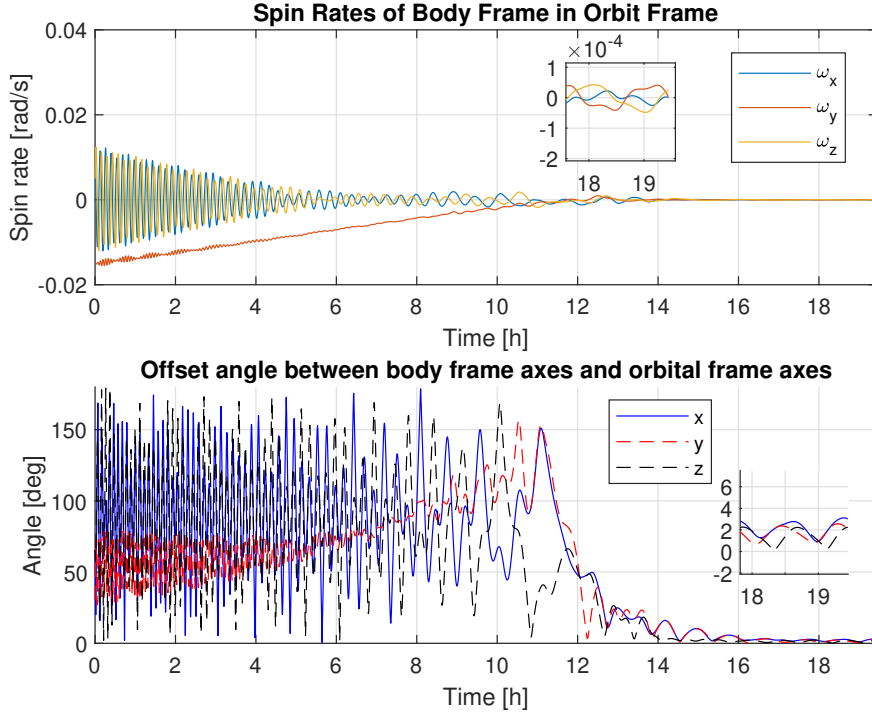 Spin Rates of Body Frame in Orbit Frame
0.04
0.02
0
-0.02
Spin rate [rad/s]
×10⁻⁴
1
0
-1
-2
18 19
ωx
ωy
ωz
0 2 4 6 8 10 12 14 16 18
Time [h]
Offset angle between body frame axes and orbital frame axes
150
100
50
0
Angle [deg]
x
y
z
6
4
2
0
-2
18 19
0 2 4 6 8 10 12 14 16 18
Time [h]